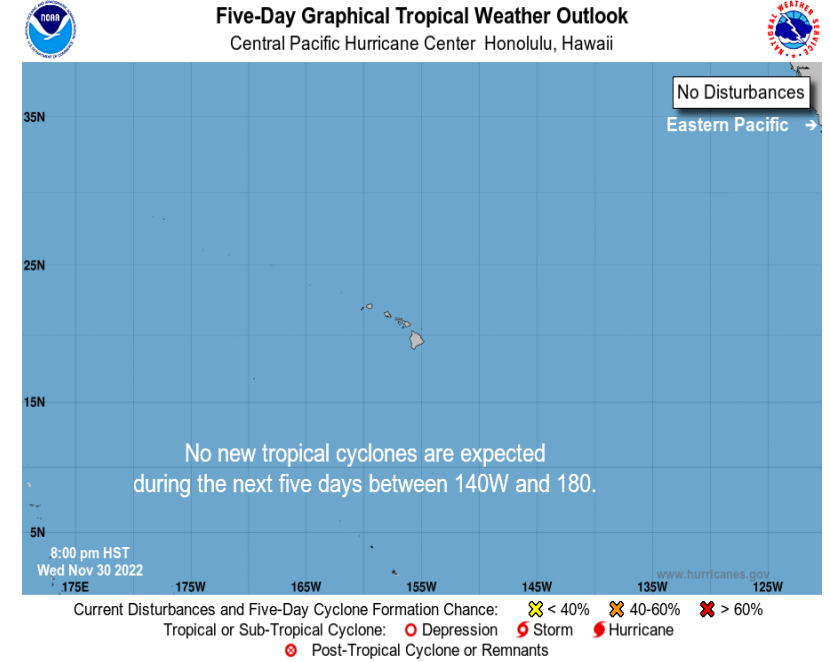 Five-Day Graphical Tropical Weather Outlook
Central Pacific Hurricane Center Honolulu, Hawaii
NOAA
No Disturbances
Eastern Pacific →
35N
25N
15N
5N
No new tropical cyclones are expected
during the next five days between 140W and 180.
8:00 pm HST
Wed Nov 30 2022
www.hurricanes.gov
175E 175W 165W 155W 145W 135W 125W
Current Disturbances and Five-Day Cyclone Formation Chance: < 40% 40-60% > 60%
Tropical or Sub-Tropical Cyclone: Depression Storm Hurricane
Post-Tropical Cyclone or Remnants